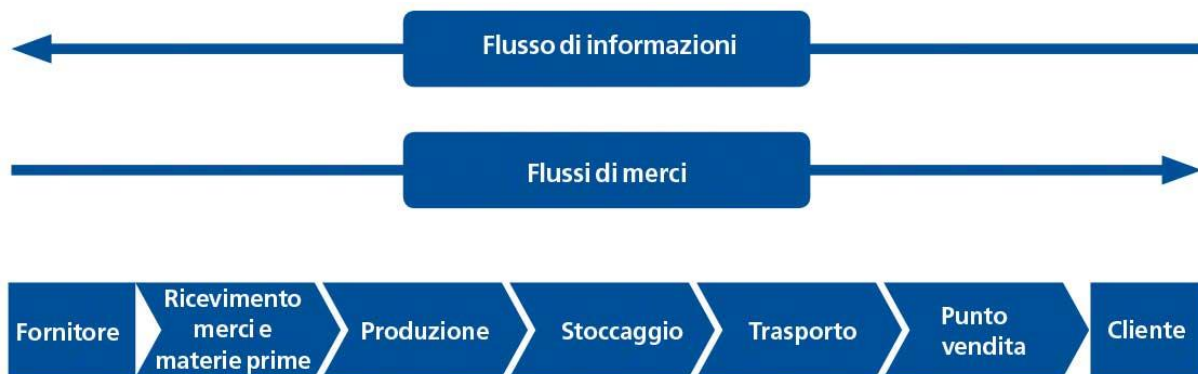 Flusso di informazioni
Flussi di merci
Fornitore
Ricevimento
merci e
materie prime
Produzione
Stoccaggio
Trasporto
Punto
vendita
Cliente